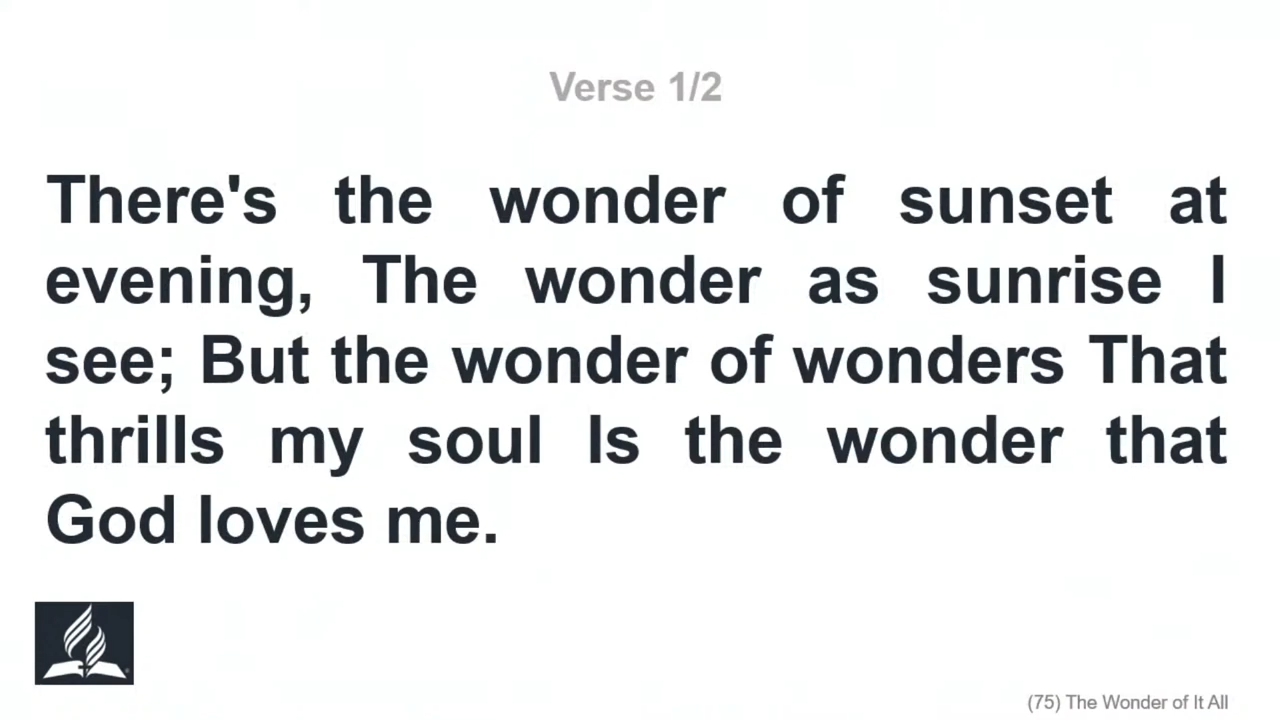 Verse 1/2
There's the wonder of sunset at
evening, The wonder as sunrise I
see; But the wonder of wonders That
thrills my soul Is the wonder that
God loves me.
(75) The Wonder of It All